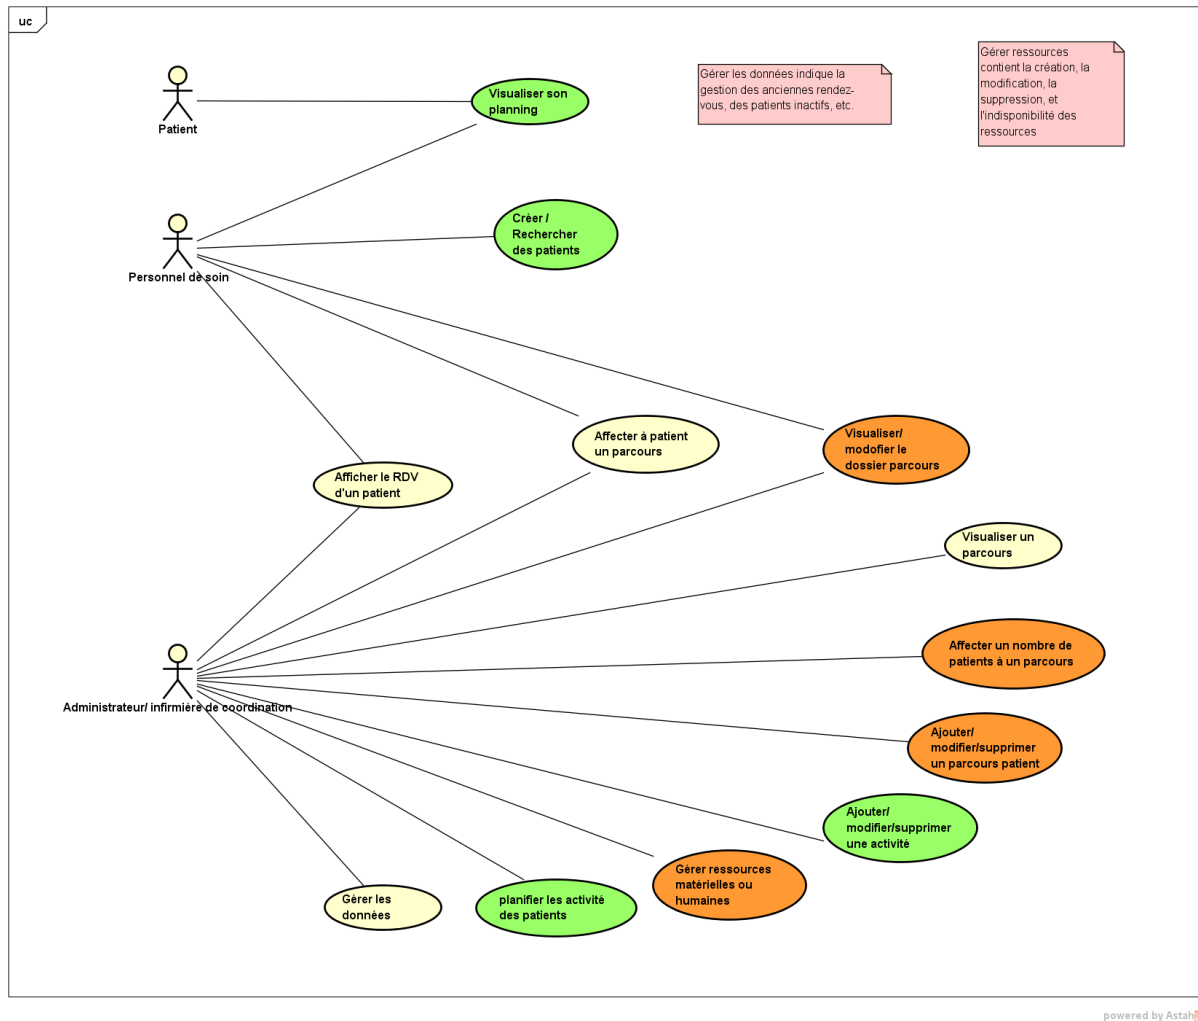 uc
Patient
Visualiser son
planning
Gérer les données indique la
gestion des anciennes rendez-
vous, des patients inactifs, etc.
Gérer ressources
contient la création, la
modification, la
suppression, et
l'indisponibilité des
ressources
Personnel de soin
Créer /
Rechercher
des patients
Affecter à patient
un parcours
Visualiser/
modofier le
dossier parcours
Afficher le RDV
d'un patient
Visualiser un
parcours
Administrateur/ infirmière de coordination
Affecter un nombre de
patients à un parcours
Ajouter/
modifier/supprimer
un parcours patient
Ajouter/
modifier/supprimer
une activité
Gérer ressources
matérielles ou
humaines
Gérer les
données
planifier les activité
des patients
powered by Astah